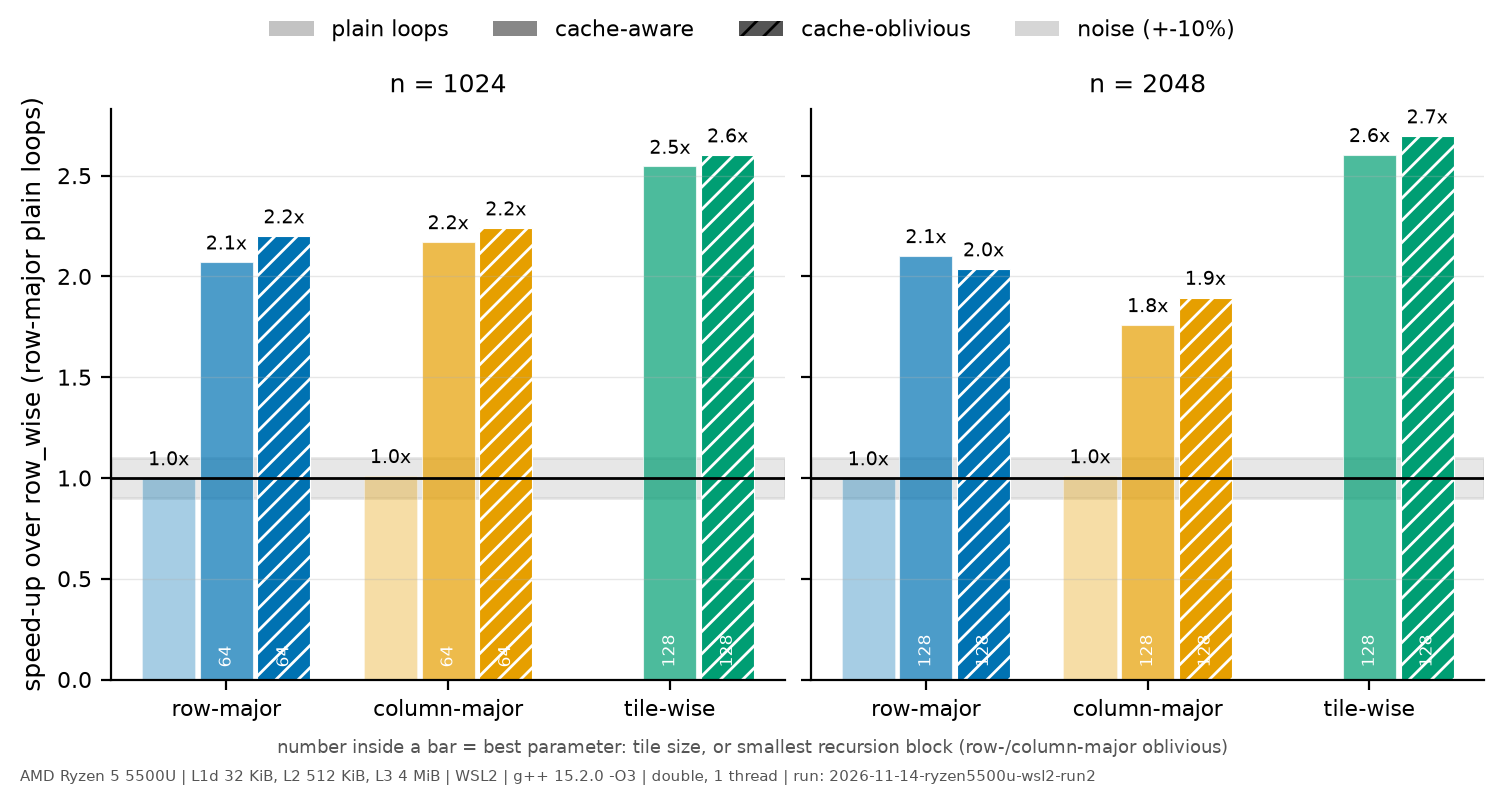 plain loops cache-aware cache-oblivious noise (+-10%)
n = 1024
n = 2048
speed-up over row_wise (row-major plain loops)
2.5
2.0
1.5
1.0
0.5
0.0
1.0x 2.1x 2.2x 1.0x 2.2x 2.2x 2.5x 2.6x
64 64 64 64 128 128
row-major column-major tile-wise
1.0x 2.1x 2.0x 1.0x 1.8x 1.9x 2.6x 2.7x
128 128 128 128 128 128
row-major column-major tile-wise
number inside a bar = best parameter: tile size, or smallest recursion block (row-/column-major oblivious)
AMD Ryzen 5 5500U | L1d 32 KiB, L2 512 KiB, L3 4 MiB | WSL2 | g++ 15.2.0 -O3 | double, 1 thread | run: 2026-11-14-ryzen5500u-wsl2-run2